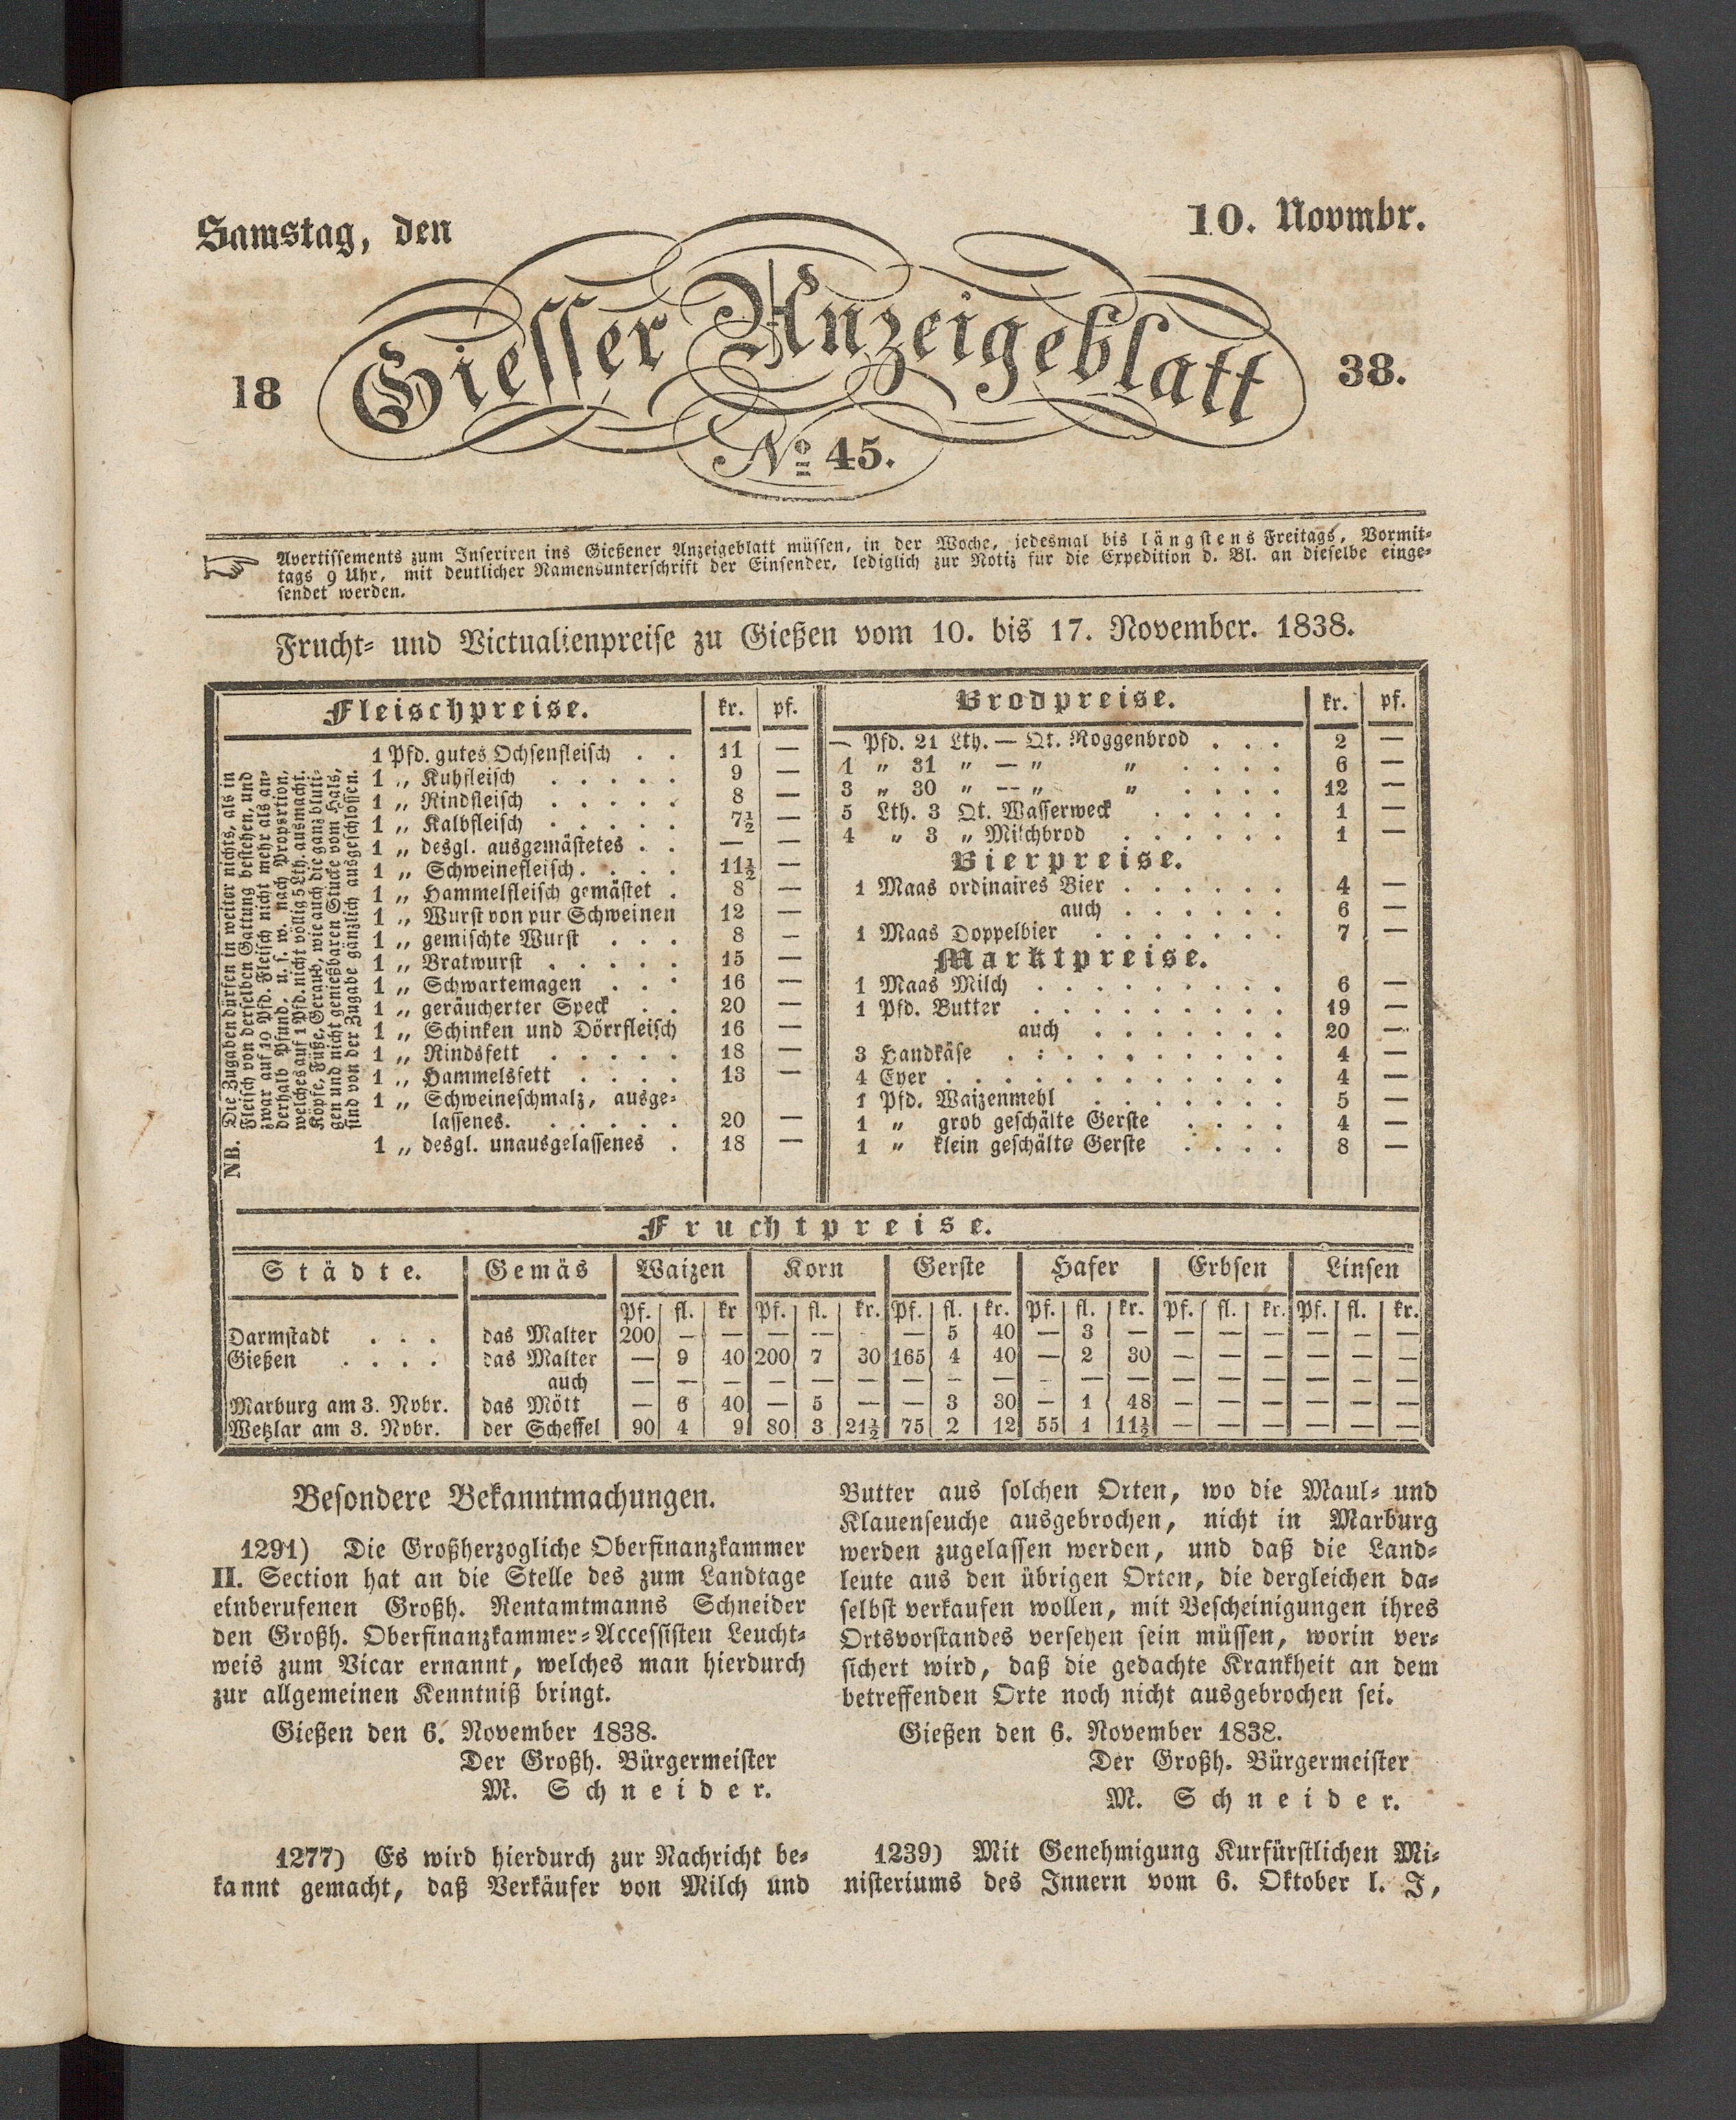 Samstag, den 10. Novmbr.
18 Giesser Anzeigeblatt 38.
No 45.
Avertissements zum Inseriren ins Gießener Anzeigeblatt müssen, in der Woche, jedesmal bis längstens Freitags, Vormit-
tags 9 Uhr, mit deutlicher Namensunterschrift der Einsender, lediglich zur Notiz für die Expedition d. Bl. an dieselbe einge-
sendet werden.
Frucht- und Victualienpreise zu Gießen vom 10. bis 17. November. 1838.
Fleischpreise. kr. pf.
NB. Die Zugaben dürfen in weiter nichts, als in
Fleisch von derselben Gattung bestehen, und
zwar auf 10 Pfd. Fleisch nicht mehr als an-
derhalb Pfund, u. s. w. nach Proportion,
welches auf 1 Pfd. nicht völlig 5 Lth. ausmacht.
Köpfe, Füße, Geraub, wie auch die ganz bluti-
gen und nicht genießbaren Stücke vom Hals,
sind von der Zugabe gänzlich ausgeschlossen.
1 Pfd. gutes Ochsenfleisch . . 11 —
1 „ Kuhfleisch . . . . . 9 —
1 „ Rindfleisch . . . . . 8 —
1 „ Kalbfleisch . . . . . 7½ —
1 „ desgl. ausgemästetes . . — —
1 „ Schweinefleisch . . . . 11½ —
1 „ Hammelfleisch gemästet . 8 —
1 „ Wurst von pur Schweinen 12 —
1 „ gemischte Wurst . . . 8 —
1 „ Bratwurst . . . . . 15 —
1 „ Schwartemagen . . . 16 —
1 „ geräucherter Speck . . 20 —
1 „ Schinken und Dörrfleisch 16 —
1 „ Rindsfett . . . . . 18 —
1 „ Hammelsfett . . . . 13 —
1 „ Schweineschmalz, ausge-
lassenes. . . . . . 20 —
1 „ desgl. unausgelassenes . 18 —
Brodpreise. kr. pf.
— Pfd. 21 Lth. — Qt. Roggenbrod . . . 2 —
1 „ 31 „ — „ „ . . . . 6 —
3 „ 30 „ — „ „ . . . . 12 —
5 Lth. 3 Qt. Wasserweck . . . . . 1 —
4 „ 3 „ Milchbrod . . . . . . 1 —
Bierpreise.
1 Maas ordinaires Bier . . . . . . 4 —
auch . . . . . . 6 —
1 Maas Doppelbier . . . . . . . 7 —
Marktpreise.
1 Maas Milch . . . . . . . . . 6 —
1 Pfd. Butter . . . . . . . . . 19 —
auch . . . . . . . 20 —
3 Handkäse . . . . . . . . . . 4 —
4 Eyer . . . . . . . . . . . . 4 —
1 Pfd. Waizenmehl . . . . . . . 5 —
1 „ grob geschälte Gerste . . . . 4 —
1 „ klein geschälte Gerste . . . . 8 —
Fruchtpreise.
Städte. Gemäs Waizen Korn Gerste Hafer Erbsen Linsen
Pf. fl. kr Pf. fl. kr. Pf. fl. kr. Pf. fl. kr. Pf. fl. kr. Pf. fl. kr.
Darmstadt . . . das Malter 200 — — — — — — 5 40 — 3 — — — — — — —
Gießen . . . . das Malter — 9 40 200 7 30 165 4 40 — 2 30 — — — — — —
auch — — — — — — — — — — — — — — — — — —
Marburg am 3. Nvbr. das Mött — 6 40 — 5 — — 3 30 — 1 48 — — — — — —
Wetzlar am 3. Nvbr. der Scheffel 90 4 9 80 3 21½ 75 2 12 55 1 11½ — — — — — —
Besondere Bekanntmachungen.
1291) Die Großherzogliche Oberfinanzkammer
II. Section hat an die Stelle des zum Landtage
einberufenen Großh. Rentamtmanns Schneider
den Großh. Oberfinanzkammer-Accessisten Leucht-
weis zum Vicar ernannt, welches man hierdurch
zur allgemeinen Kenntniß bringt.
Gießen den 6. November 1838.
Der Großh. Bürgermeister
M. Schneider.
1277) Es wird hierdurch zur Nachricht be-
kannt gemacht, daß Verkäufer von Milch und
Butter aus solchen Orten, wo die Maul- und
Klauenseuche ausgebrochen, nicht in Marburg
werden zugelassen werden, und daß die Land-
leute aus den übrigen Orten, die dergleichen da-
selbst verkaufen wollen, mit Bescheinigungen ihres
Ortsvorstandes versehen sein müssen, worin ver-
sichert wird, daß die gedachte Krankheit an dem
betreffenden Orte noch nicht ausgebrochen sei.
Gießen den 6. November 1838.
Der Großh. Bürgermeister
M. Schneider.
1239) Mit Genehmigung Kurfürstlichen Mi-
nisteriums des Innern vom 6. Oktober l. J,